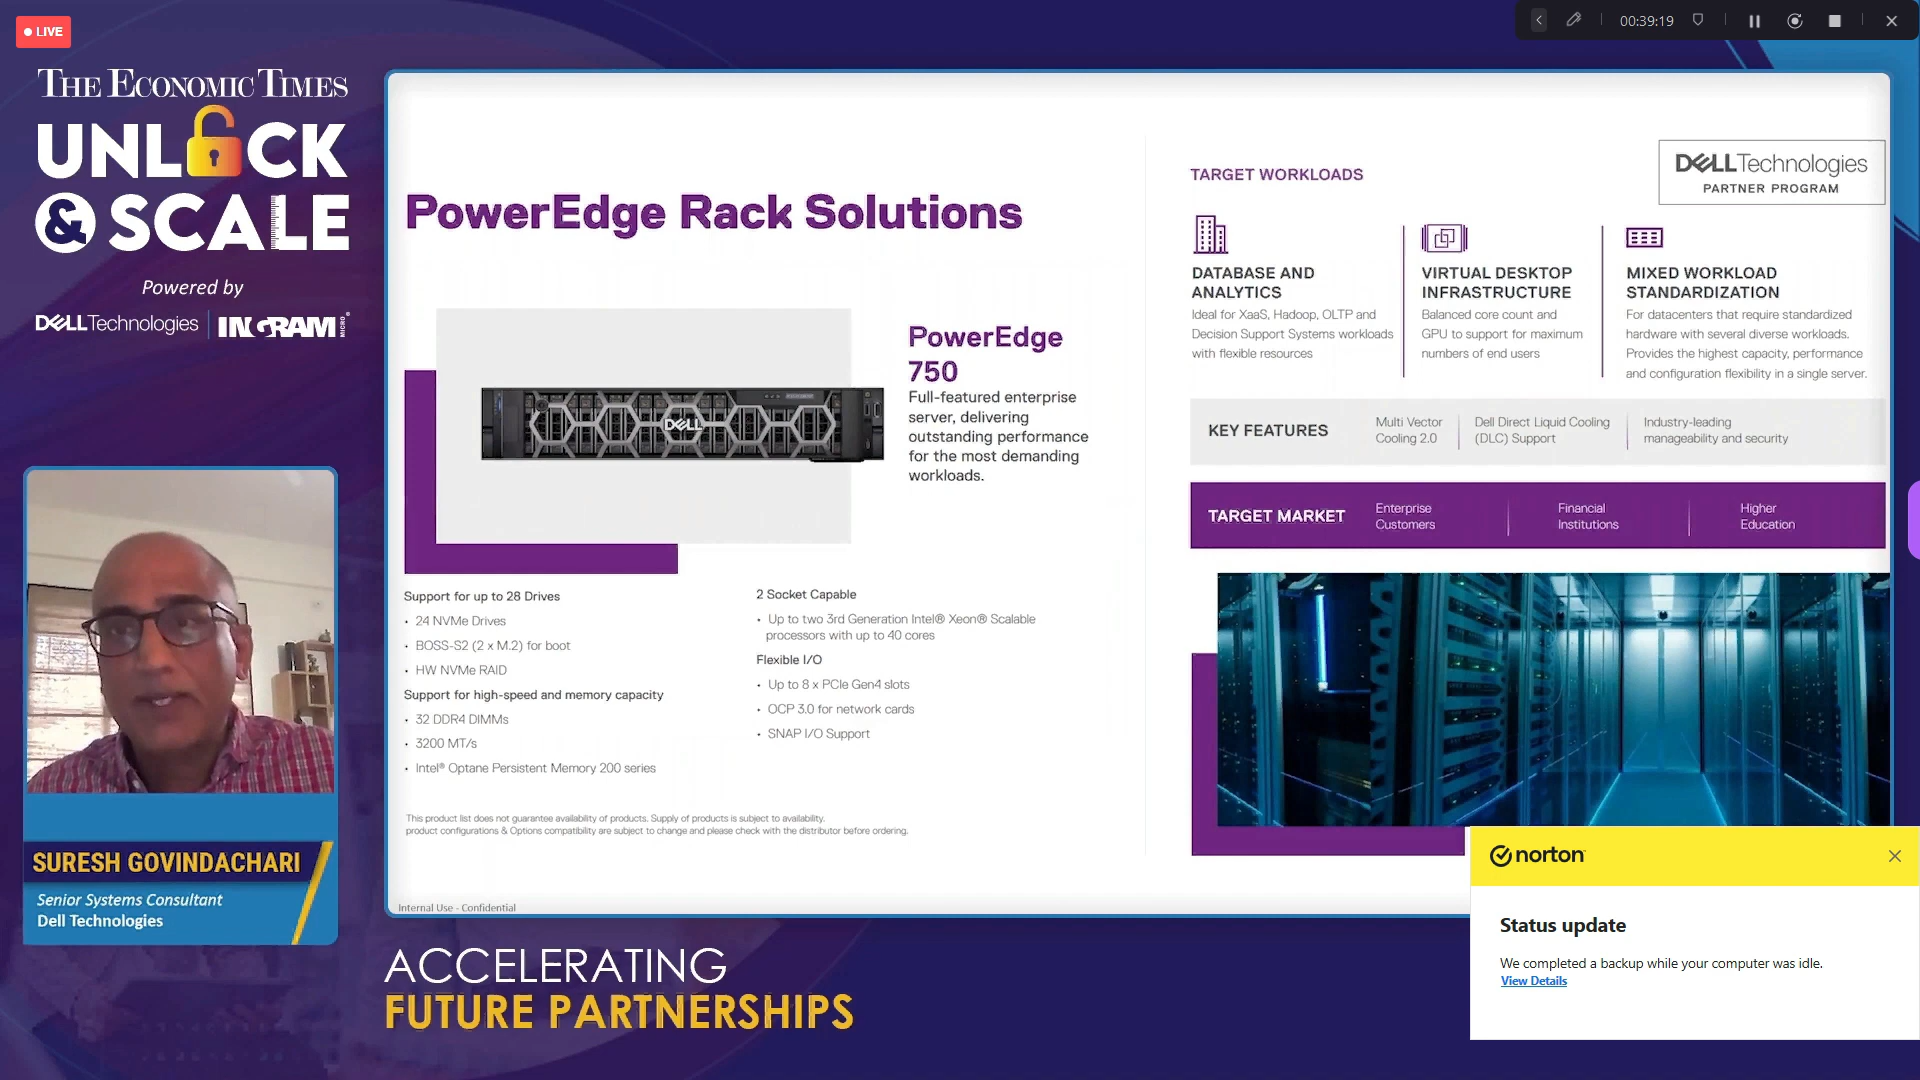 LIVE
00:39:19
THE ECONOMIC TIMES
UNLOCK
& SCALE
Powered by
DELL Technologies
INGRAM MICRO
SURESH GOVINDACHARI
Senior Systems Consultant
Dell Technologies
PowerEdge Rack Solutions
DELL
PowerEdge
750
Full-featured enterprise
server, delivering
outstanding performance
for the most demanding
workloads.
Support for up to 28 Drives
• 24 NVMe Drives
• BOSS-S2 (2 x M.2) for boot
• HW NVMe RAID
Support for high-speed and memory capacity
• 32 DDR4 DIMMs
• 3200 MT/s
• Intel® Optane Persistent Memory 200 series
2 Socket Capable
• Up to two 3rd Generation Intel® Xeon® Scalable
processors with up to 40 cores
Flexible I/O
• Up to 8 x PCIe Gen4 slots
• OCP 3.0 for network cards
• SNAP I/O Support
This product list does not guarantee availability of products. Supply of products is subject to availability.
product configurations & Options compatibility are subject to change and please check with the distributor before ordering.
Internal Use - Confidential
TARGET WORKLOADS
DELL Technologies
PARTNER PROGRAM
DATABASE AND
ANALYTICS
Ideal for XaaS, Hadoop, OLTP and
Decision Support Systems workloads
with flexible resources
VIRTUAL DESKTOP
INFRASTRUCTURE
Balanced core count and
GPU to support for maximum
numbers of end users
MIXED WORKLOAD
STANDARDIZATION
For datacenters that require standardized
hardware with several diverse workloads.
Provides the highest capacity, performance
and configuration flexibility in a single server.
KEY FEATURES
Multi Vector
Cooling 2.0
Dell Direct Liquid Cooling
(DLC) Support
Industry-leading
manageability and security
TARGET MARKET
Enterprise
Customers
Financial
Institutions
Higher
Education
ACCELERATING
FUTURE PARTNERSHIPS
norton
Status update
We completed a backup while your computer was idle.
View Details